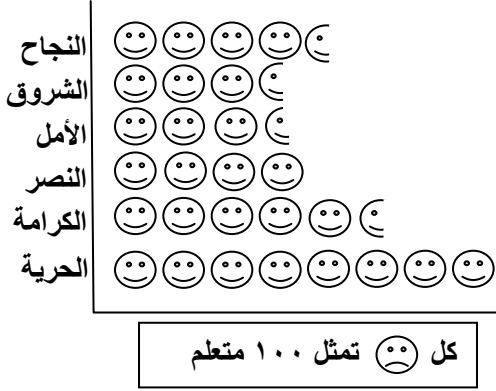 النجاح
الشروق
الأمل
النصر
الكرامة
الحرية
كل تمثل ١٠٠ متعلم